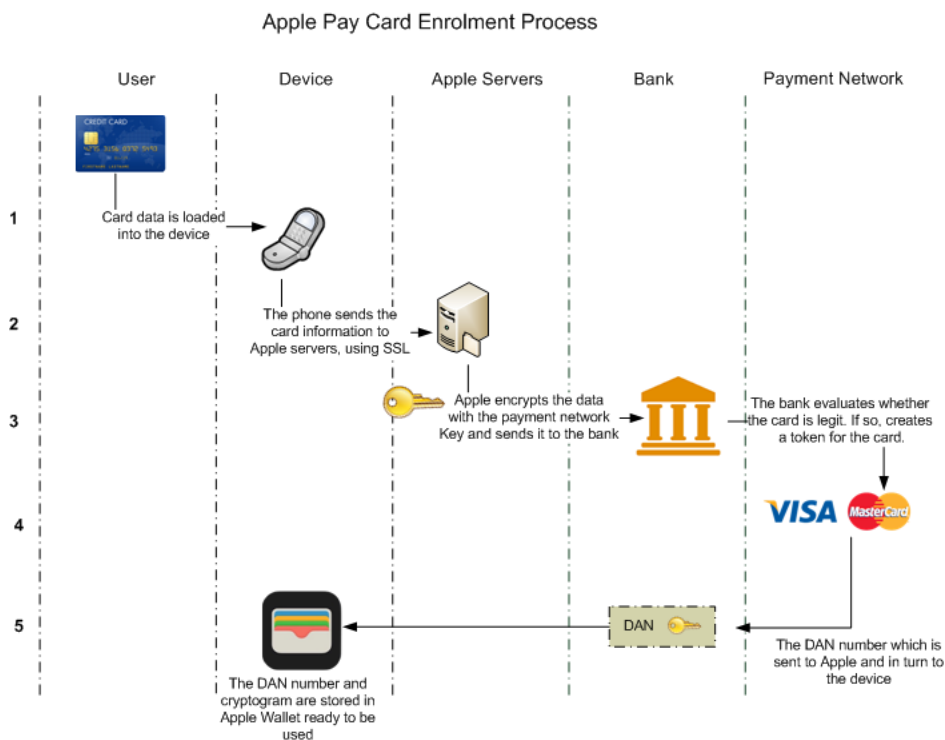 Apple Pay Card Enrolment Process
User
Device
Apple Servers
Bank
Payment Network
CREDIT CARD
1
Card data is loaded
into the device
2
The phone sends the
card information to
Apple servers, using SSL
3
Apple encrypts the data
with the payment network
Key and sends it to the bank
The bank evaluates whether
the card is legit. If so, creates
a token for the card.
4
VISA
MasterCard
5
DAN
The DAN number which is
sent to Apple and in turn to
the device
The DAN number and
cryptogram are stored in
Apple Wallet ready to be
used